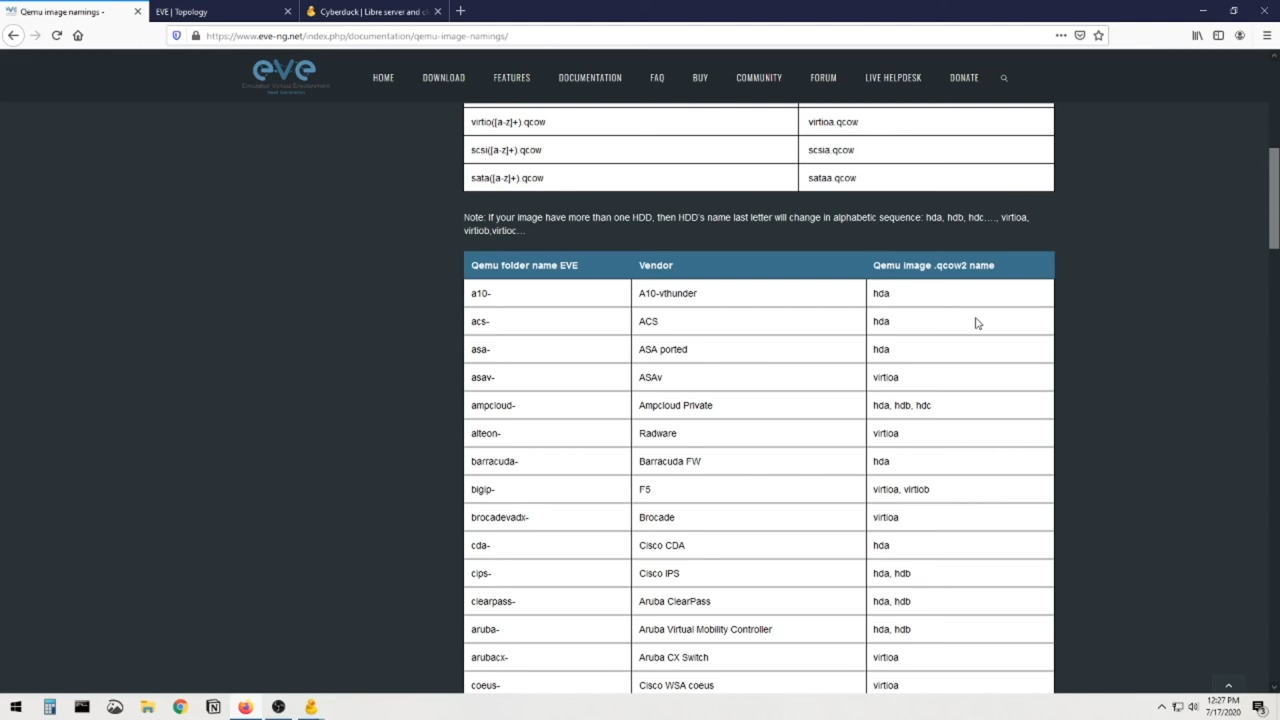 Qemu image namings -
EVE | Topology
Cyberduck | Libre server and cl
https://www.eve-ng.net/index.php/documentation/qemu-image-namings/
eve
Emulated Virtual Environment
Next Generation
HOME
DOWNLOAD
FEATURES
DOCUMENTATION
FAQ
BUY
COMMUNITY
FORUM
LIVE HELPDESK
DONATE
virtio([a-z]+).qcow virtioa.qcow
scsi([a-z]+).qcow scsia.qcow
sata([a-z]+).qcow sataa.qcow
Note: If your image have more than one HDD, then HDD's name last letter will change in alphabetic sequence: hda, hdb, hdc…., virtioa,
virtiob,virtioc…
Qemu folder name EVE Vendor Qemu image .qcow2 name
a10- A10-vthunder hda
acs- ACS hda
asa- ASA ported hda
asav- ASAv virtioa
ampcloud- Ampcloud Private hda, hdb, hdc
alteon- Radware virtioa
barracuda- Barracuda FW hda
bigip- F5 virtioa, virtiob
brocadevadx- Brocade virtioa
cda- Cisco CDA hda
cips- Cisco IPS hda, hdb
clearpass- Aruba ClearPass hda, hdb
aruba- Aruba Virtual Mobility Controller hda, hdb
arubacx- Aruba CX Switch virtioa
coeus- Cisco WSA coeus virtioa
12:27 PM
7/17/2020
3